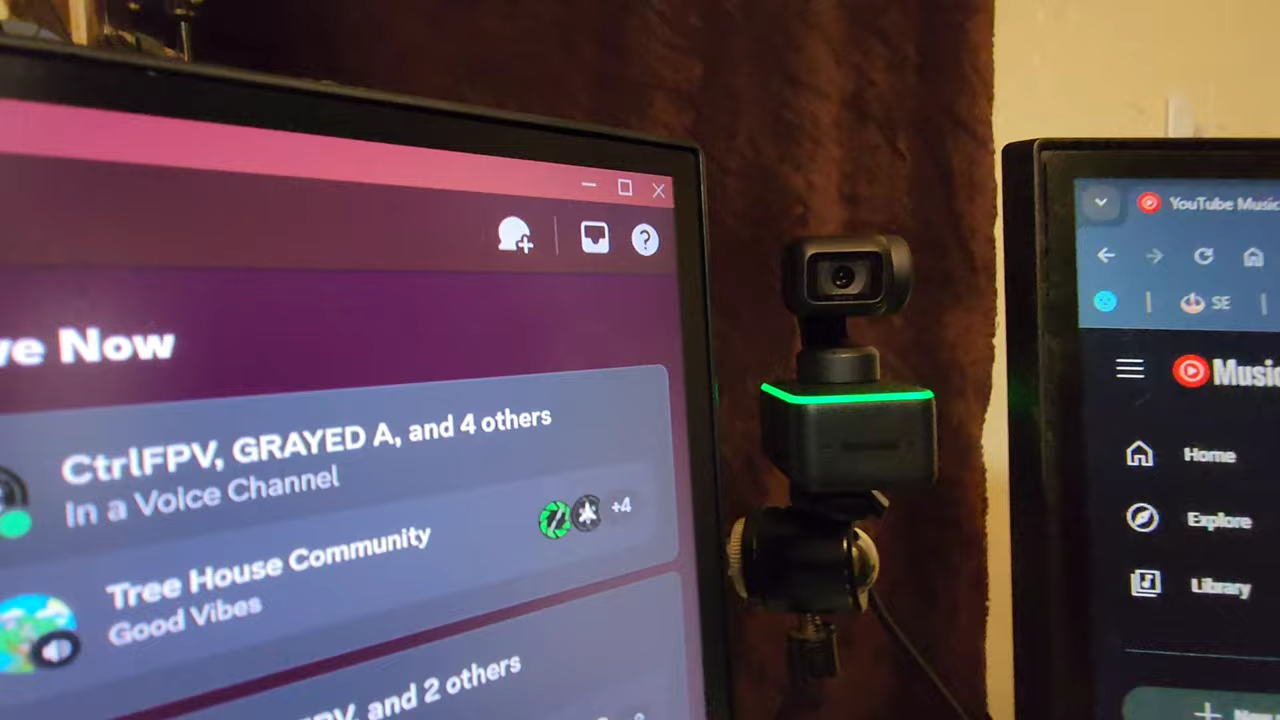 ve Now
CtrlFPV, GRAYED A, and 4 others
In a Voice Channel
+4
Tree House Community
Good Vibes
PV, and 2 others
YouTube Music
SE
Music
Home
Explore
Library